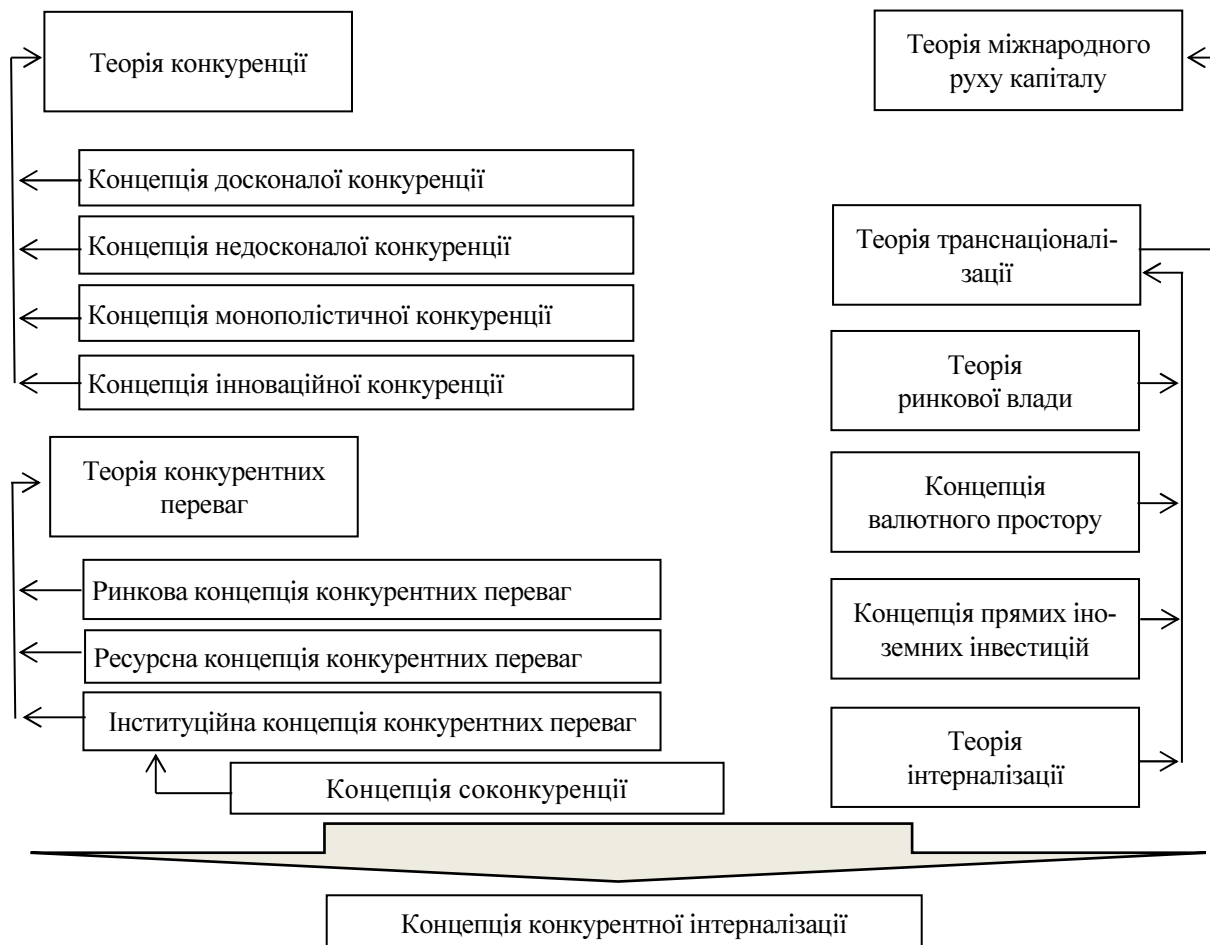 Теорія конкуренції
Концепція досконалої конкуренції
Концепція недосконалої конкуренції
Концепція монополістичної конкуренції
Концепція інноваційної конкуренції
Теорія конкурентних
переваг
Ринкова концепція конкурентних переваг
Ресурсна концепція конкурентних переваг
Інституційна концепція конкурентних переваг
Концепція соконкуренції
Теорія міжнародного
руху капіталу
Теорія транснаціоналі-
зації
Теорія
ринкової влади
Концепція
валютного простору
Концепція прямих іно-
земних інвестицій
Теорія
інтерналізації
Концепція конкурентної інтерналізації